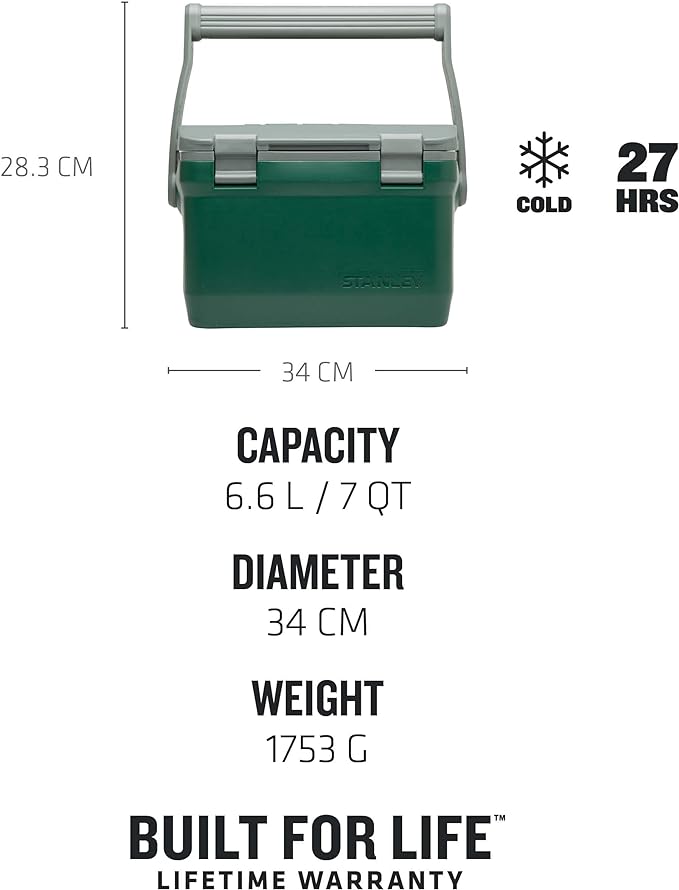 28.3 CM
COLD
27
HRS
STANLEY
34 CM
CAPACITY
6.6 L / 7 QT
DIAMETER
34 CM
WEIGHT
1753 G
BUILT FOR LIFE™
LIFETIME WARRANTY